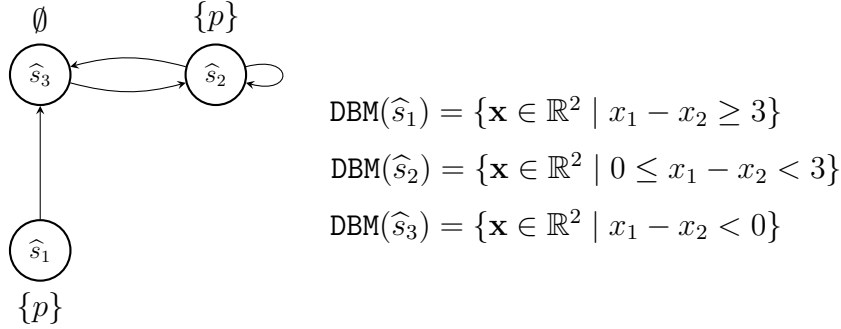 ∅
{p}
ŝ₃
ŝ₂
DBM(ŝ₁) = {𝐱 ∈ ℝ² | x₁ − x₂ ≥ 3}
DBM(ŝ₂) = {𝐱 ∈ ℝ² | 0 ≤ x₁ − x₂ < 3}
DBM(ŝ₃) = {𝐱 ∈ ℝ² | x₁ − x₂ < 0}
ŝ₁
{p}